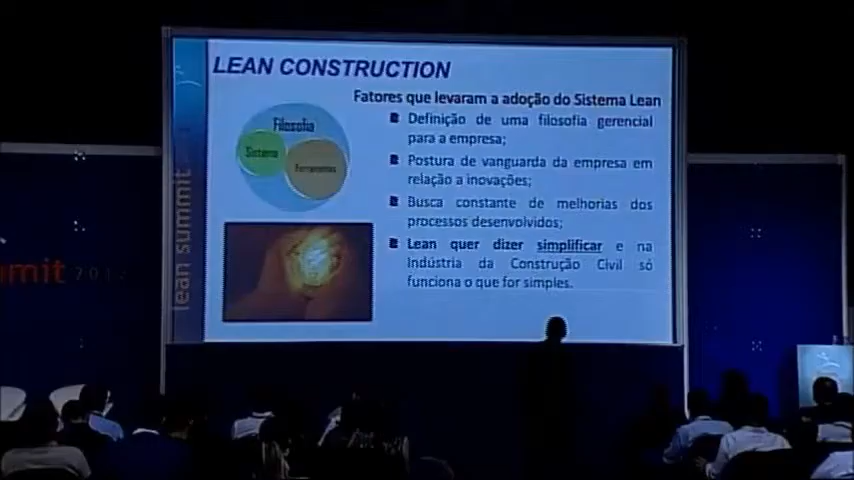 LEAN CONSTRUCTION
Fatores que levaram a adoção do Sistema Lean
Definição de uma filosofia gerencial
para a empresa;
Postura de vanguarda da empresa em
relação a inovações;
Busca constante de melhorias dos
processos desenvolvidos;
Lean quer dizer simplificar e na
Indústria da Construção Civil só
funciona o que for simples.
Filosofia
Sistema
Ferramentas
lean summit